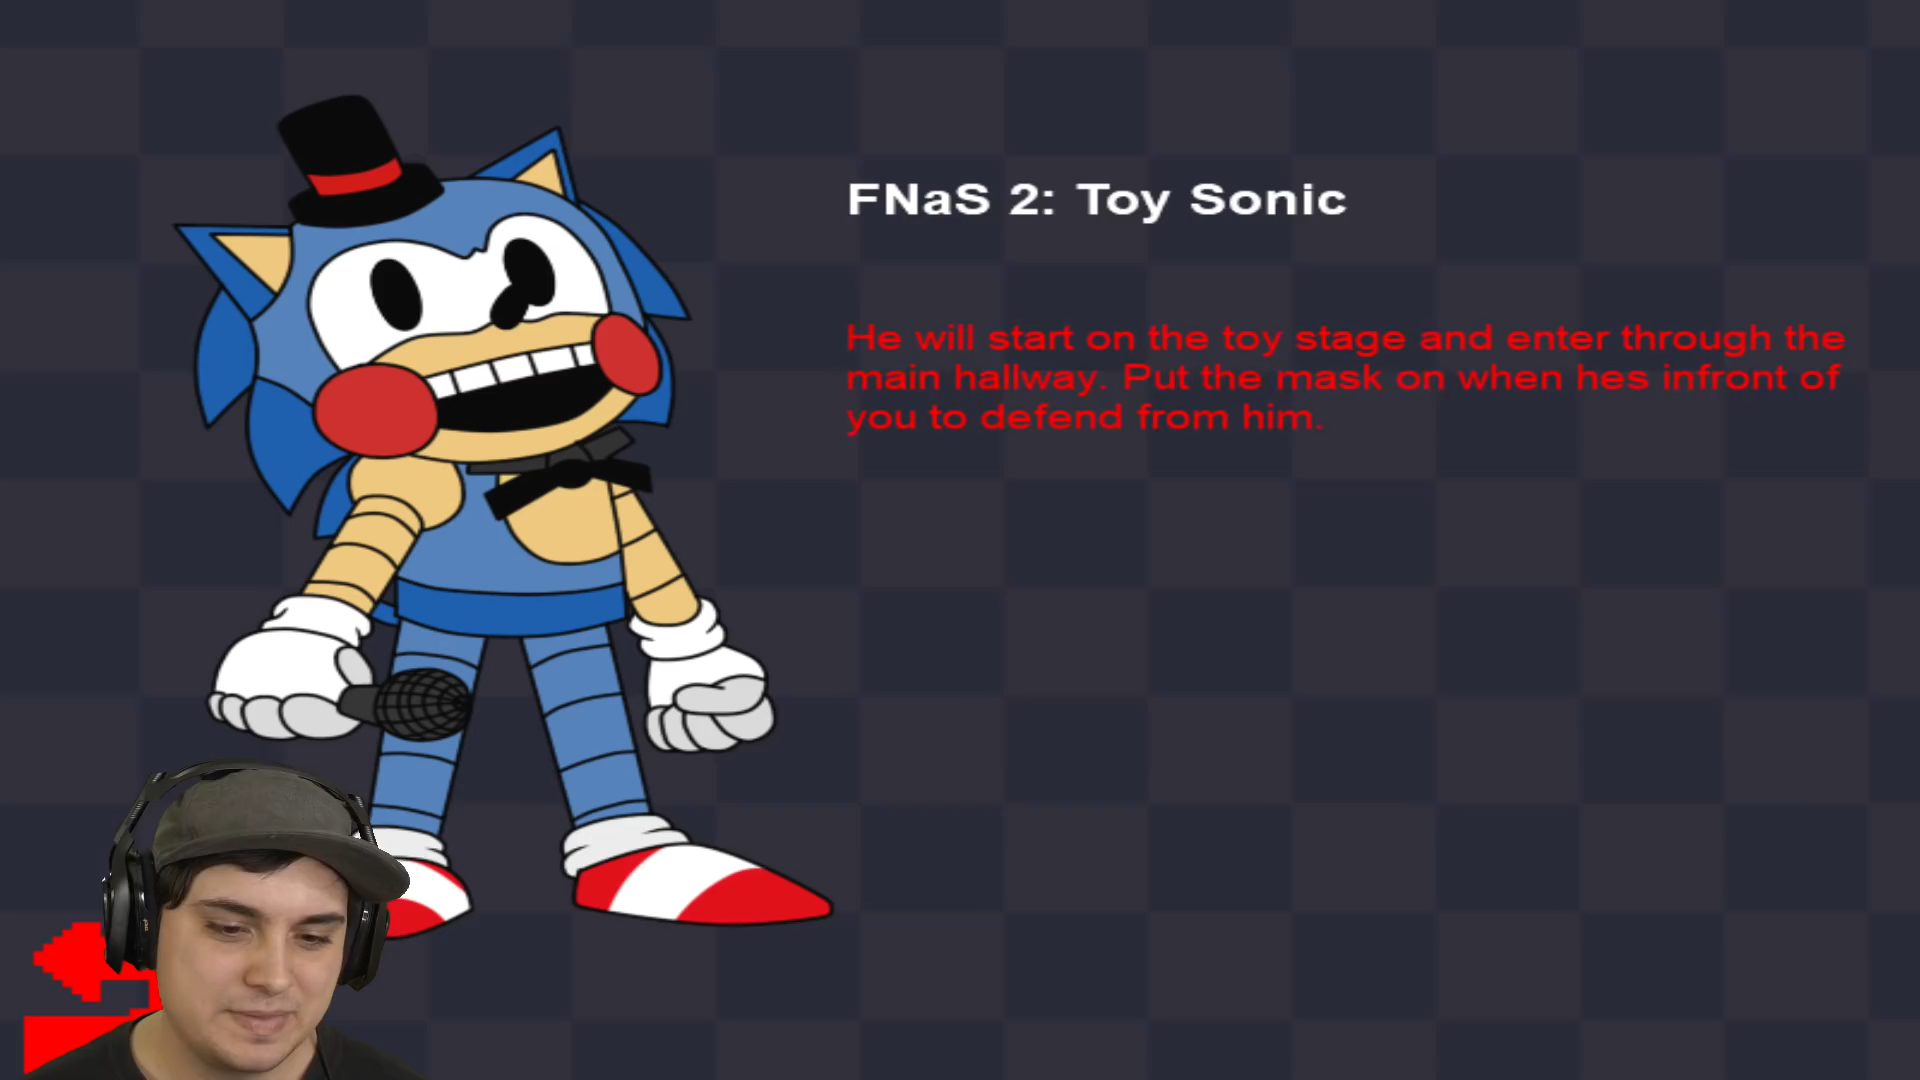 FNaS 2: Toy Sonic
He will start on the toy stage and enter through the
main hallway. Put the mask on when hes infront of
you to defend from him.